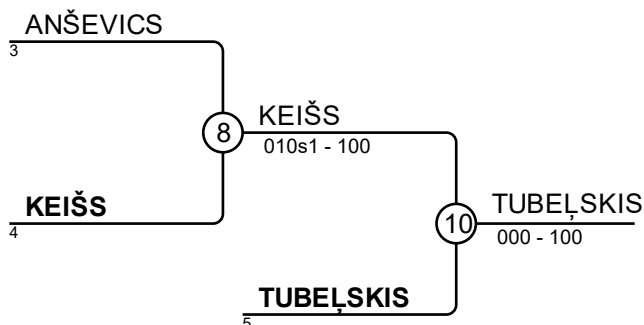 ANŠEVICS
3
8
KEIŠS
010s1 - 100
KEIŠS
4
10
TUBEĻSKIS
000 - 100
TUBEĻSKIS
5